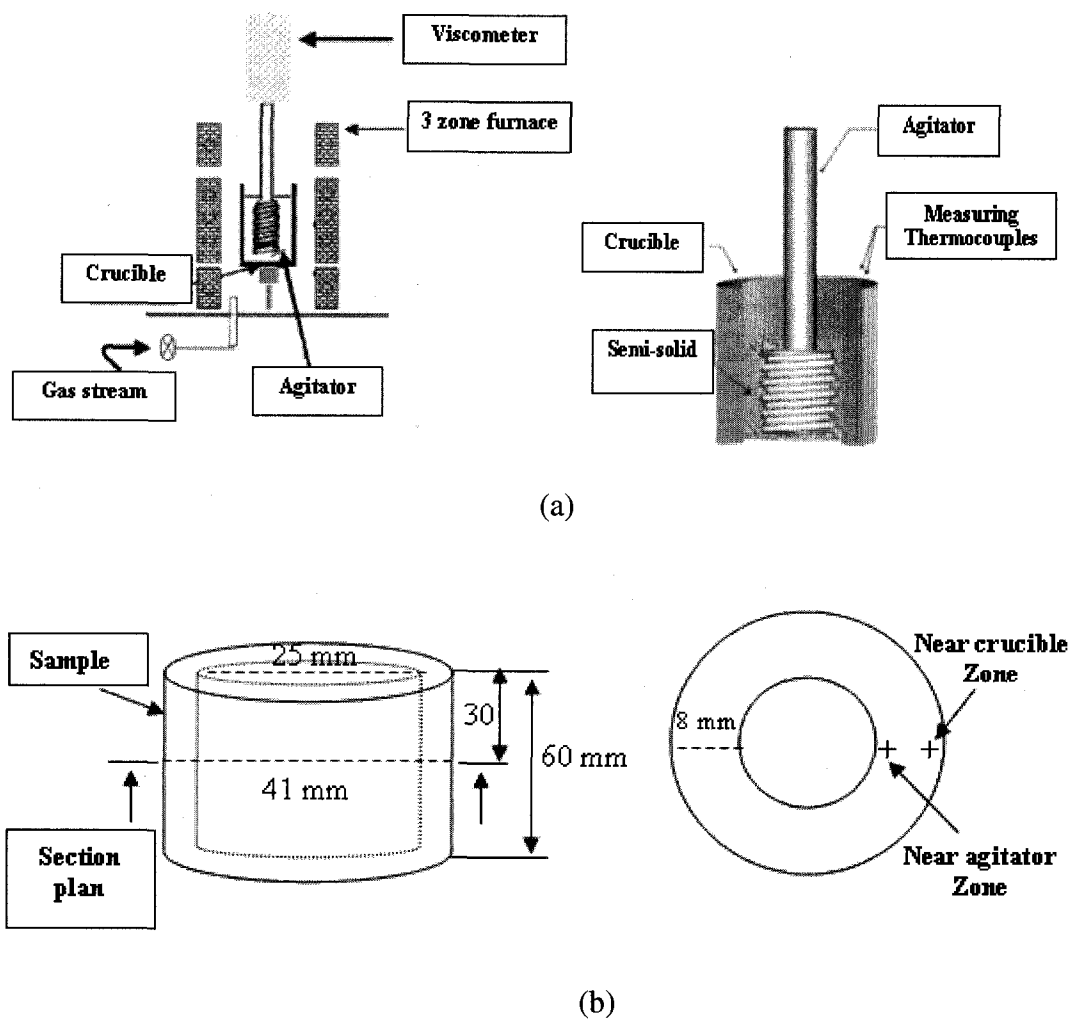 Viscometer
3 zone furnace
Crucible
Gas stream
Agitator
Agitator
Measuring
Thermocouples
Crucible
Semi-solid
(a)
Sample
25 mm
30
60 mm
41 mm
Section
plan
8 mm
Near crucible
Zone
Near agitator
Zone
(b)